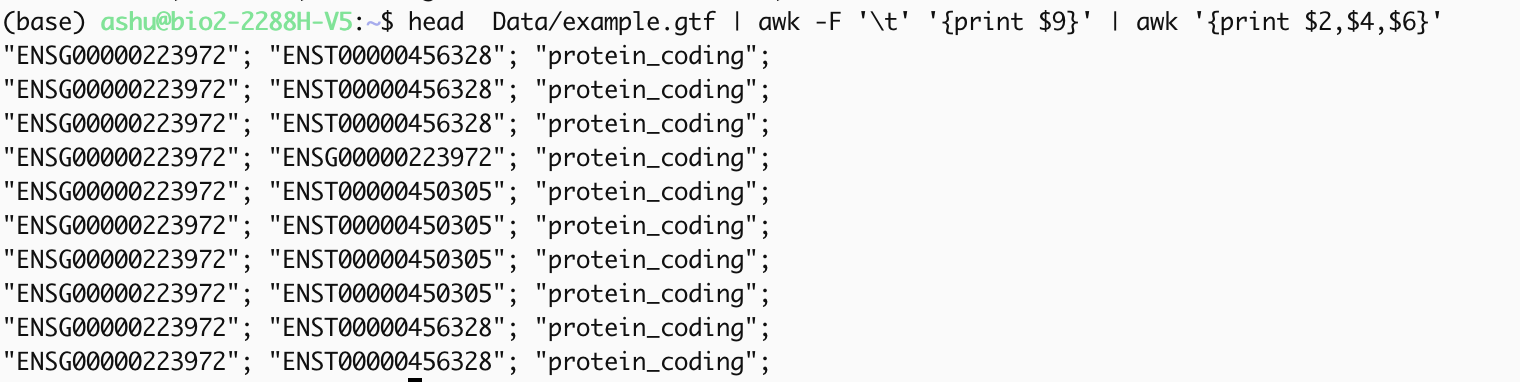 (base) ashu@bio2-2288H-V5:~$ head  Data/example.gtf | awk -F '\t' '{print $9}' | awk '{print $2,$4,$6}'
"ENSG00000223972"; "ENST00000456328"; "protein_coding";
"ENSG00000223972"; "ENST00000456328"; "protein_coding";
"ENSG00000223972"; "ENST00000456328"; "protein_coding";
"ENSG00000223972"; "ENSG00000223972"; "protein_coding";
"ENSG00000223972"; "ENST00000450305"; "protein_coding";
"ENSG00000223972"; "ENST00000450305"; "protein_coding";
"ENSG00000223972"; "ENST00000450305"; "protein_coding";
"ENSG00000223972"; "ENST00000450305"; "protein_coding";
"ENSG00000223972"; "ENST00000456328"; "protein_coding";
"ENSG00000223972"; "ENST00000456328"; "protein_coding";